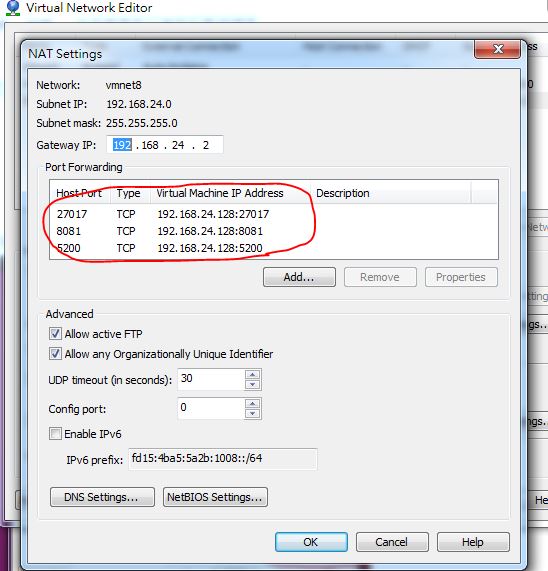 Virtual Network Editor
NAT Settings
Network: vmnet8
Subnet IP: 192.168.24.0
Subnet mask: 255.255.255.0
Gateway IP: 192 . 168 . 24 . 2
Port Forwarding
Host Port Type Virtual Machine IP Address Description
27017 TCP 192.168.24.128:27017
8081 TCP 192.168.24.128:8081
5200 TCP 192.168.24.128:5200
Add... Remove Properties
Advanced
Allow active FTP
Allow any Organizationally Unique Identifier
UDP timeout (in seconds): 30
Config port: 0
Enable IPv6
IPv6 prefix: fd15:4ba5:5a2b:1008::/64
DNS Settings... NetBIOS Settings...
OK Cancel Help